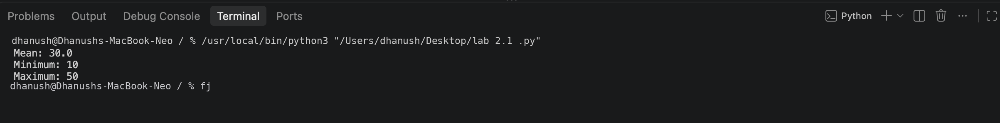 Problems Output Debug Console Terminal Ports Python
dhanush@Dhanushs-MacBook-Neo / % /usr/local/bin/python3 "/Users/dhanush/Desktop/lab 2.1 .py"
Mean: 30.0
Minimum: 10
Maximum: 50
dhanush@Dhanushs-MacBook-Neo / % fj